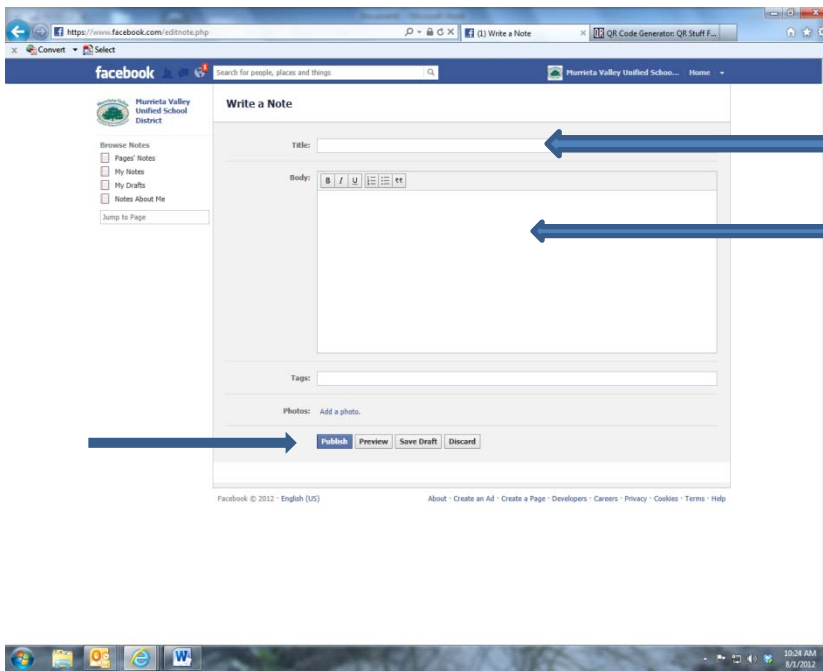 https://www.facebook.com/editnote.php
(1) Write a Note
QR Code Generator: QR Stuff F...
x Convert Select
facebook
Search for people, places and things
Murrieta Valley Unified Schoo... Home
Murrieta Valley
Unified School
District
Write a Note
Browse Notes
Pages' Notes
My Notes
My Drafts
Notes About Me
Jump to Page
Title:
Body:
B I U
Tags:
Photos: Add a photo.
Publish Preview Save Draft Discard
Facebook © 2012 · English (US)
About · Create an Ad · Create a Page · Developers · Careers · Privacy · Cookies · Terms · Help
10:24 AM
8/1/2012